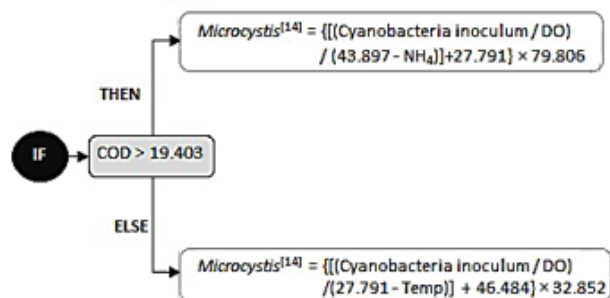 Microcystis[14] = {[(Cyanobacteria inoculum / DO)
/ (43.897 - NH4)]+27.791} × 79.806
THEN
IF
COD > 19.403
ELSE
Microcystis[14] = {[(Cyanobacteria inoculum / DO)
/(27.791 - Temp)] + 46.484} × 32.852